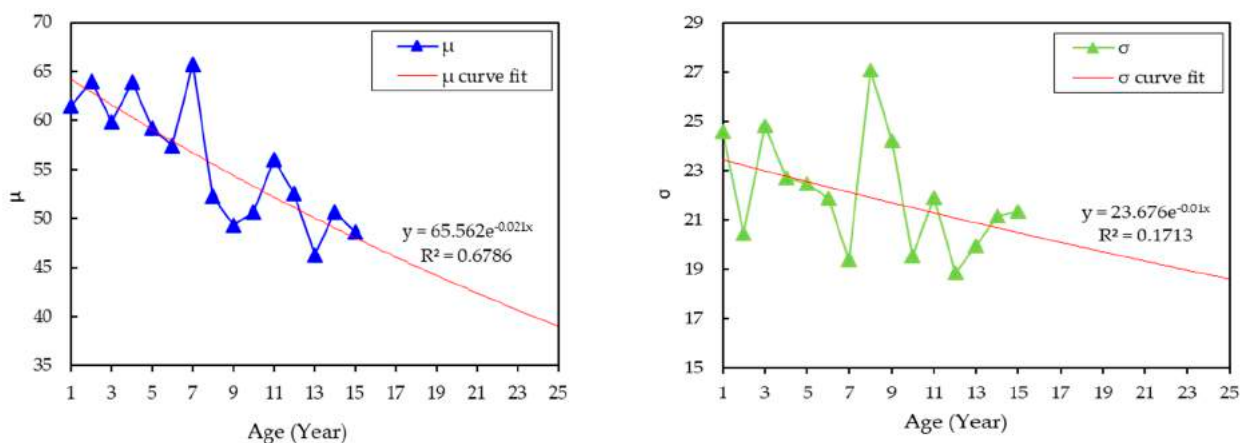 70
65
60
55
50
45
40
35
μ
μ
μ curve fit
y = 65.562e^-0.021x
R² = 0.6786
1 3 5 7 9 11 13 15 17 19 21 23 25
Age (Year)
29
27
25
23
21
19
17
15
σ
σ
σ curve fit
y = 23.676e^-0.01x
R² = 0.1713
1 3 5 7 9 11 13 15 17 19 21 23 25
Age (Year)